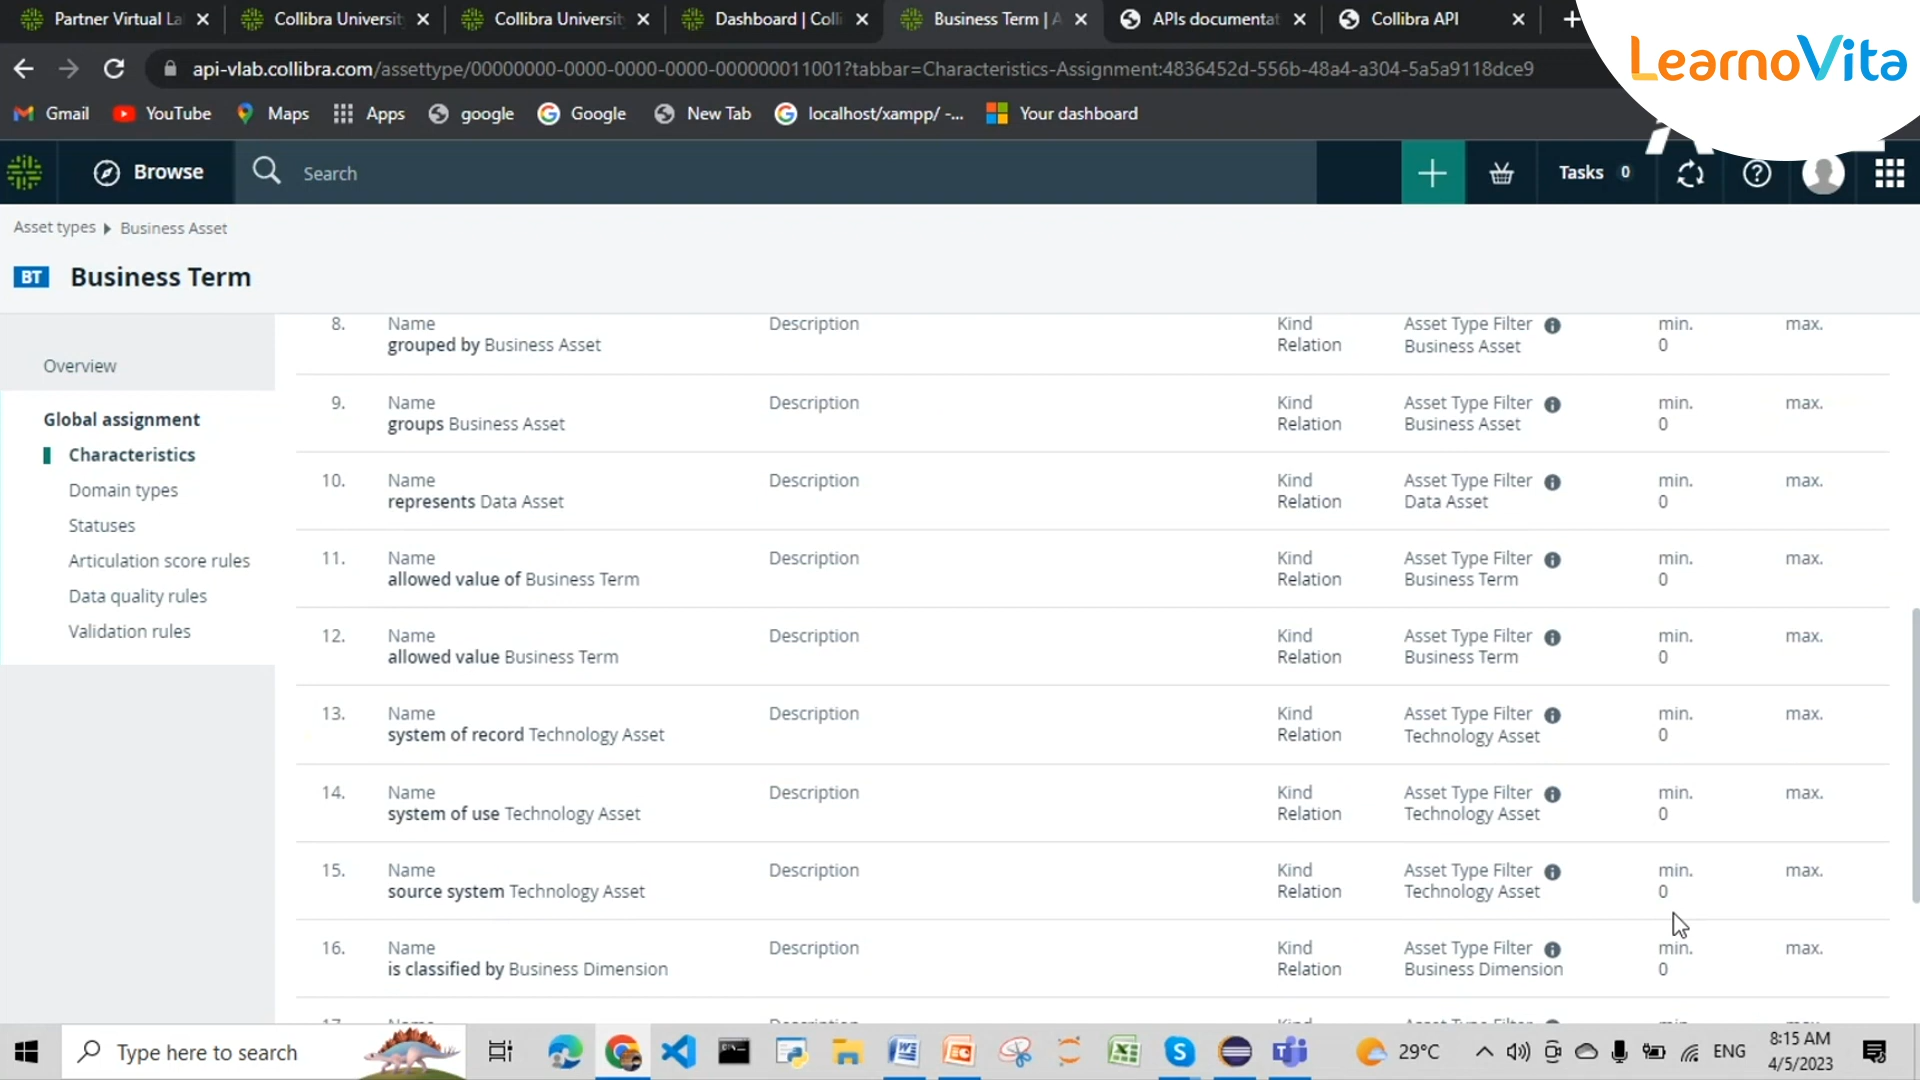 Partner Virtual La
Collibra Universit
Collibra Universit
Dashboard | Colli
Business Term | A
APIs documentat
Collibra API
LearnoVita
api-vlab.collibra.com/assettype/00000000-0000-0000-0000-000000011001?tabbar=Characteristics-Assignment:4836452d-556b-48a4-a304-5a5a9118dce9
Gmail
YouTube
Maps
Apps
google
Google
New Tab
localhost/xampp/ -...
Your dashboard
Browse
Search
Tasks 0
Asset types Business Asset
BT Business Term
Overview
Global assignment
Characteristics
Domain types
Statuses
Articulation score rules
Data quality rules
Validation rules
8. Name Description Kind Asset Type Filter min. max.
grouped by Business Asset Relation Business Asset 0
9. Name Description Kind Asset Type Filter min. max.
groups Business Asset Relation Business Asset 0
10. Name Description Kind Asset Type Filter min. max.
represents Data Asset Relation Data Asset 0
11. Name Description Kind Asset Type Filter min. max.
allowed value of Business Term Relation Business Term 0
12. Name Description Kind Asset Type Filter min. max.
allowed value Business Term Relation Business Term 0
13. Name Description Kind Asset Type Filter min. max.
system of record Technology Asset Relation Technology Asset 0
14. Name Description Kind Asset Type Filter min. max.
system of use Technology Asset Relation Technology Asset 0
15. Name Description Kind Asset Type Filter min. max.
source system Technology Asset Relation Technology Asset 0
16. Name Description Kind Asset Type Filter min. max.
is classified by Business Dimension Relation Business Dimension 0
Type here to search
29°C
ENG
8:15 AM
4/5/2023